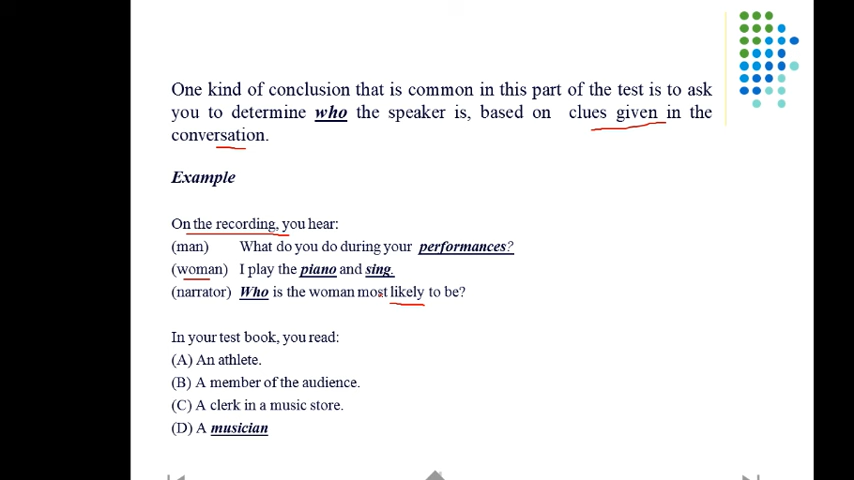 One kind of conclusion that is common in this part of the test is to ask
you to determine who the speaker is, based on clues given in the
conversation.
Example
On the recording, you hear:
(man) What do you do during your performances?
(woman) I play the piano and sing.
(narrator) Who is the woman most likely to be?
In your test book, you read:
(A) An athlete.
(B) A member of the audience.
(C) A clerk in a music store.
(D) A musician